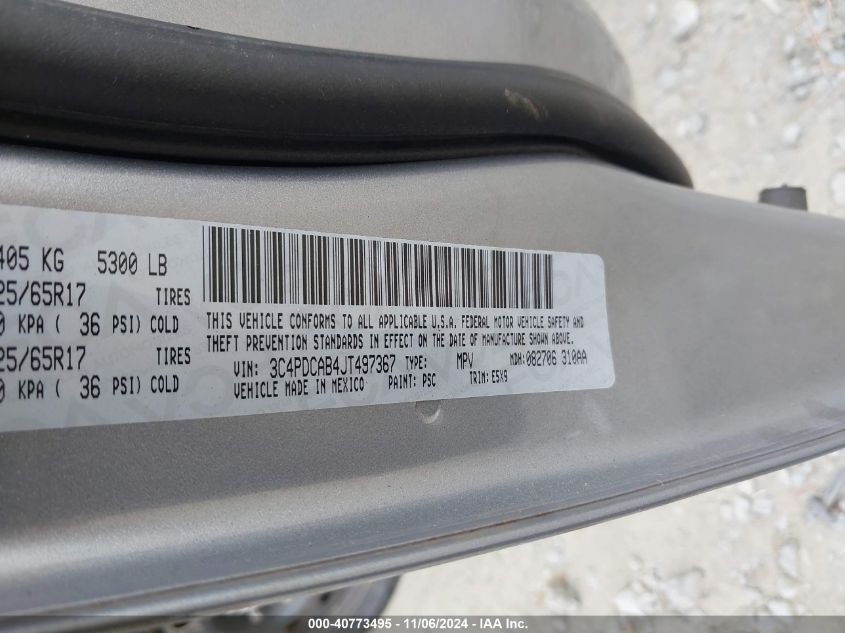 405 KG 5300 LB
25/65R17 TIRES
0 KPA ( 36 PSI) COLD
25/65R17 TIRES
0 KPA ( 36 PSI) COLD
THIS VEHICLE CONFORMS TO ALL APPLICABLE U.S.A. FEDERAL MOTOR VEHICLE SAFETY AND
THEFT PREVENTION STANDARDS IN EFFECT ON THE DATE OF MANUFACTURE SHOWN ABOVE.
VIN: 3C4PDCAB4JT497367 TYPE: MPV MDH: 082706 310AA
VEHICLE MADE IN MEXICO PAINT: PSC TRIM: E5X9
000-40773495 - 11/06/2024 - IAA Inc.